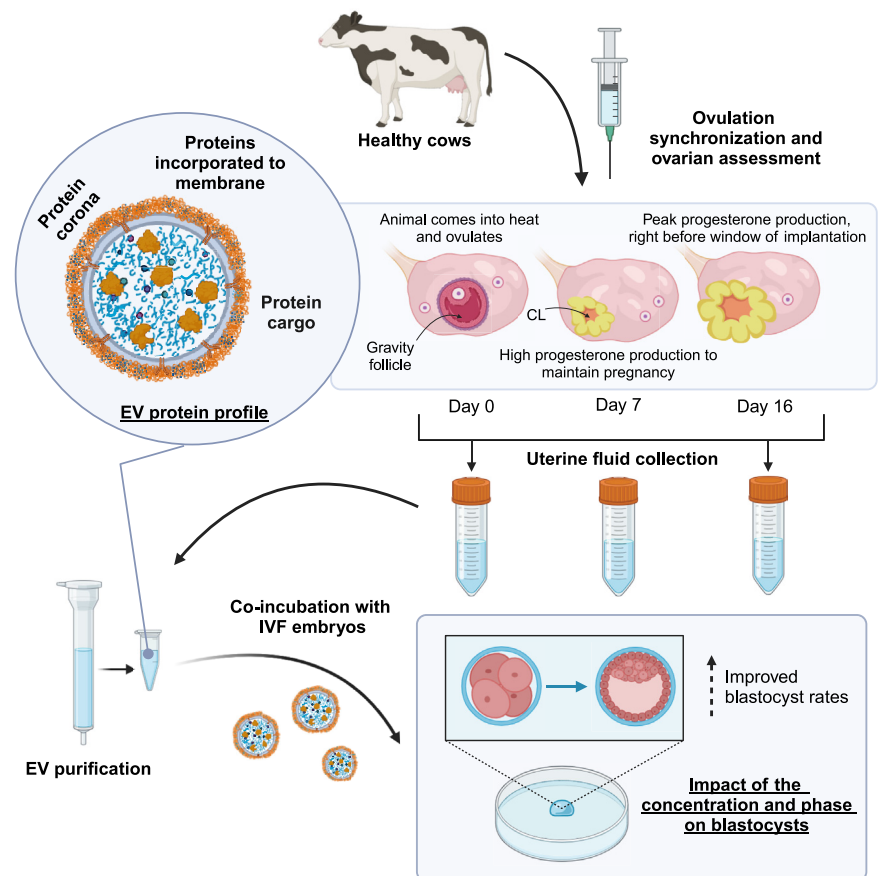 Healthy cows
Ovulation
synchronization and
ovarian assessment
Proteins
incorporated to
membrane
Protein
corona
Protein
cargo
EV protein profile
Animal comes into heat
and ovulates
Peak progesterone production,
right before window of implantation
CL
Gravity
follicle
High progesterone production to
maintain pregnancy
Day 0
Day 7
Day 16
Uterine fluid collection
Co-incubation with
IVF embryos
EV purification
Improved
blastocyst rates
Impact of the
concentration and phase
on blastocysts